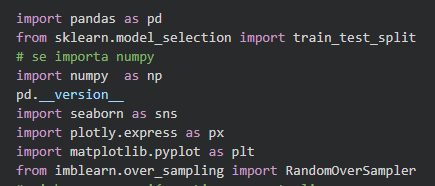 import pandas as pd
from sklearn.model_selection import train_test_split
# se importa numpy
import numpy  as np
pd.__version__
import seaborn as sns
import plotly.express as px
import matplotlib.pyplot as plt
from imblearn.over_sampling import RandomOverSampler